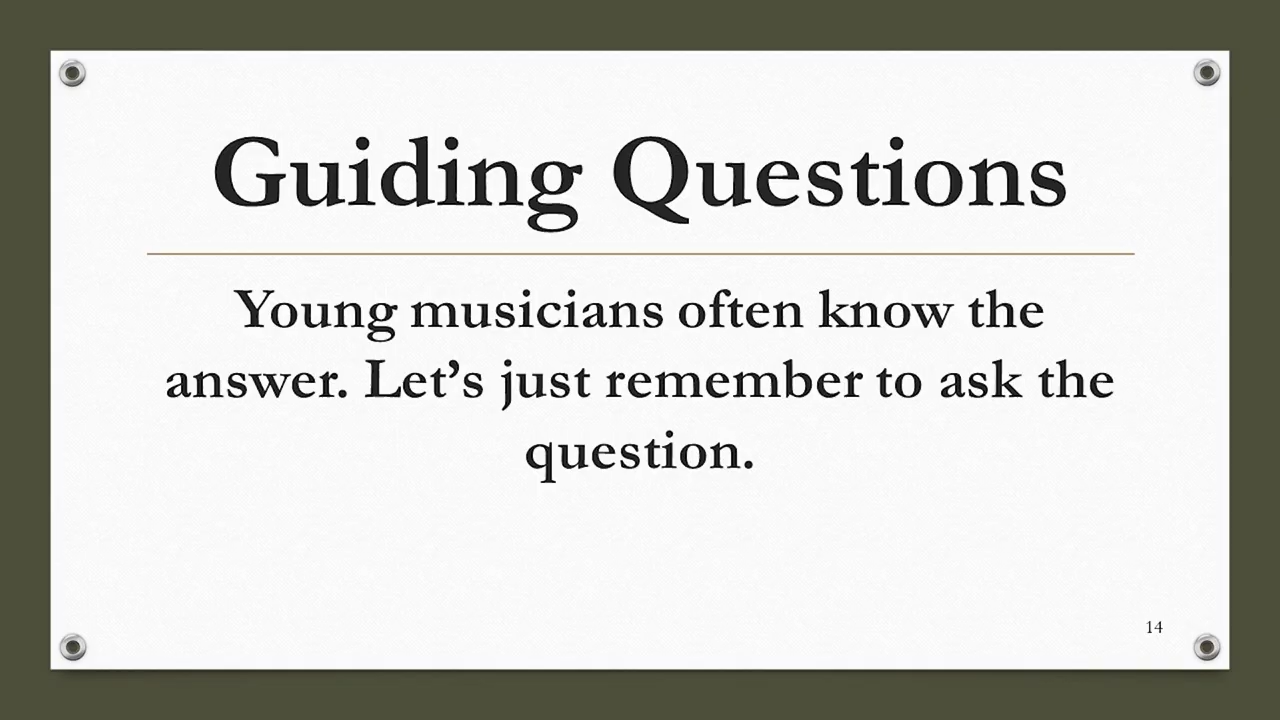 Guiding Questions
Young musicians often know the
answer. Let’s just remember to ask the
question.
14